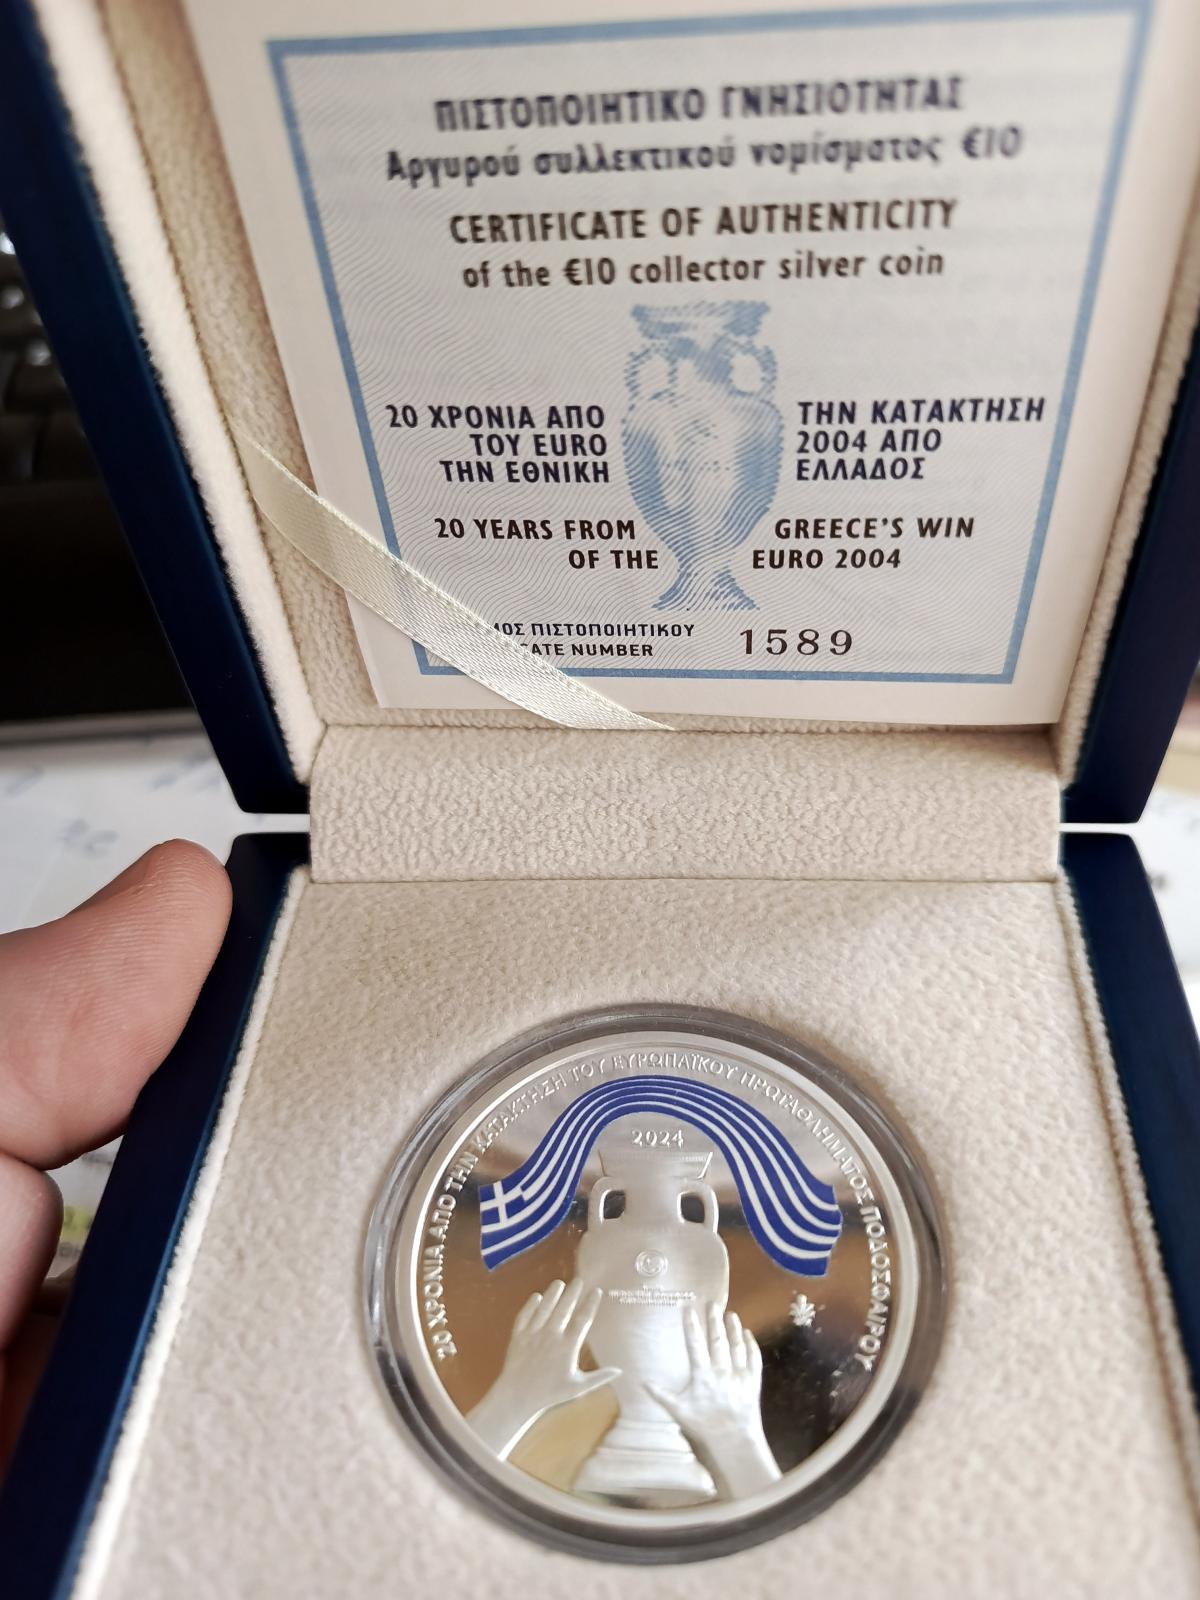 ΠΙΣΤΟΠΟΙΗΤΙΚΟ ΓΝΗΣΙΟΤΗΤΑΣ
Αργυρού συλλεκτικού νομίσματος €10
CERTIFICATE OF AUTHENTICITY
of the €10 collector silver coin
20 ΧΡΟΝΙΑ ΑΠΟ ΤΗΝ ΚΑΤΑΚΤΗΣΗ
ΤΟΥ EURO 2004 ΑΠΟ
ΤΗΝ ΕΘΝΙΚΗ ΕΛΛΑΔΟΣ
20 YEARS FROM GREECE'S WIN
OF THE EURO 2004
ΜΟΣ ΠΙΣΤΟΠΟΙΗΤΙΚΟΥ 1589
CATE NUMBER
20 ΧΡΟΝΙΑ ΑΠΟ ΤΗΝ ΚΑΤΑΚΤΗΣΗ ΤΟΥ ΕΥΡΩΠΑΪΚΟΥ ΠΡΩΤΑΘΛΗΜΑΤΟΣ ΠΟΔΟΣΦΑΙΡΟΥ
2024